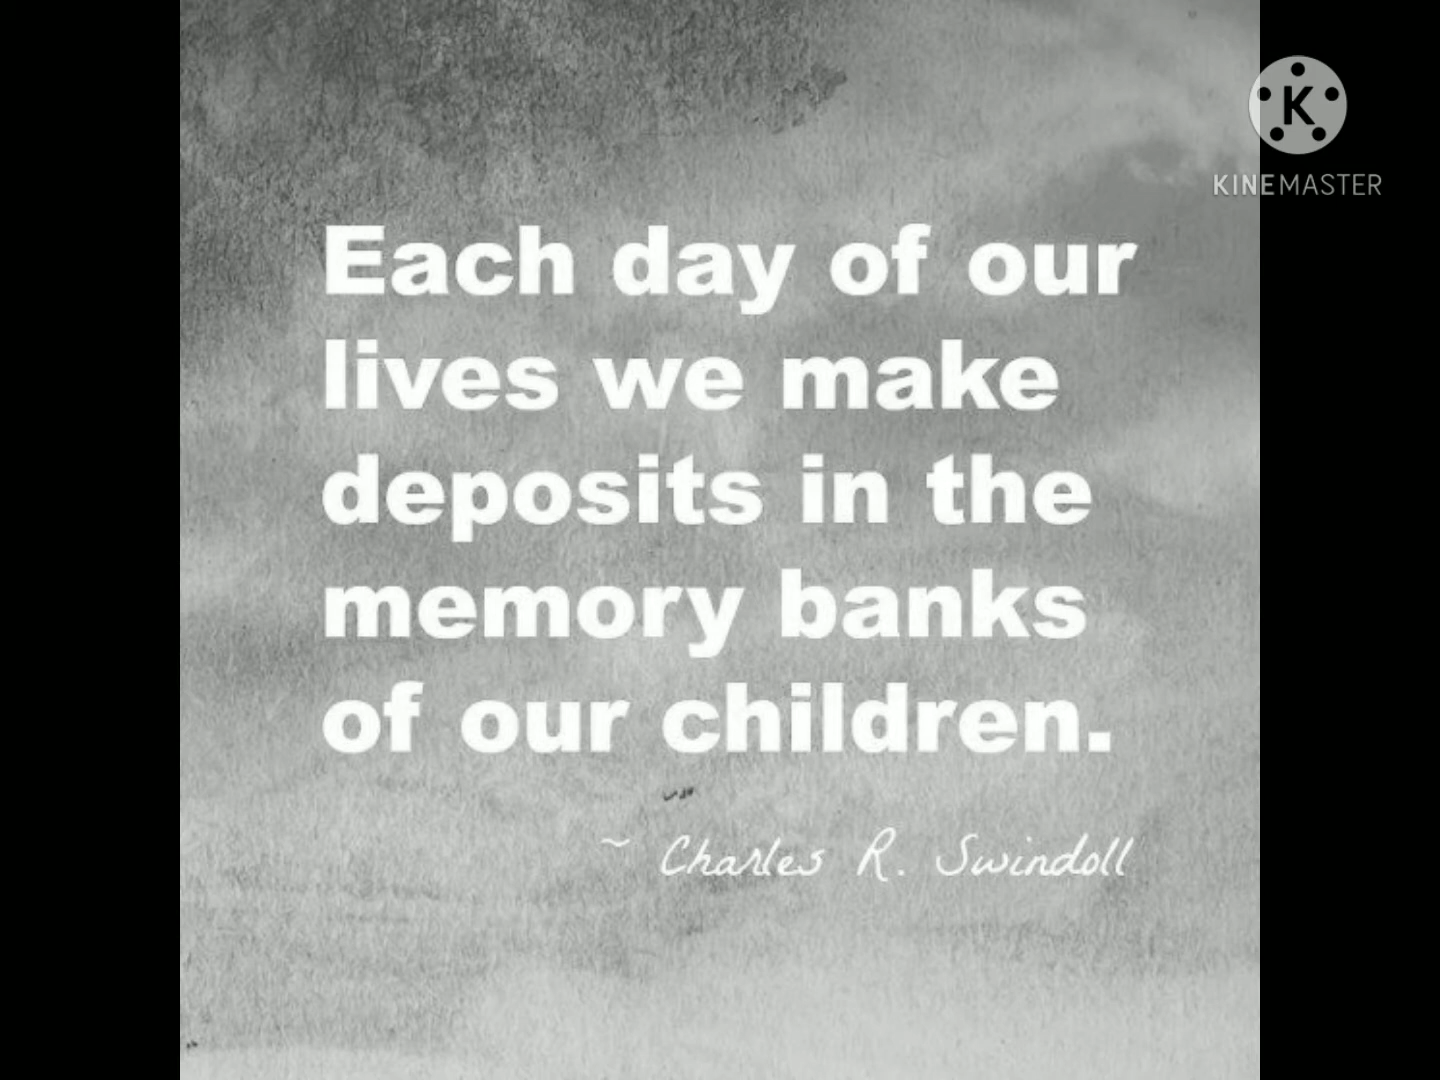 Each day of our
lives we make
deposits in the
memory banks
of our children.
~ Charles R. Swindoll
K
KINEMASTER